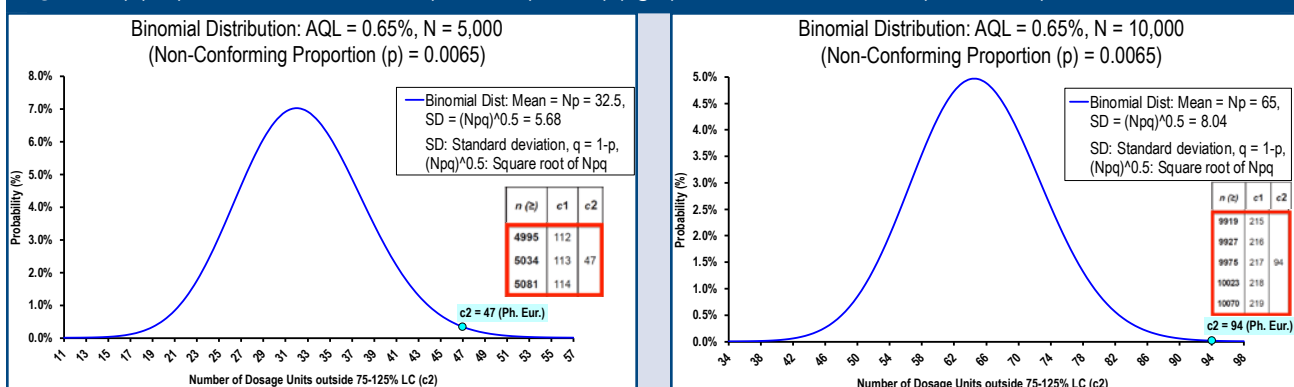 Binomial Distribution: AQL = 0.65%, N = 5,000
(Non-Conforming Proportion (p) = 0.0065)
8.0%
7.0%
6.0%
5.0%
4.0%
3.0%
2.0%
1.0%
0.0%
Probability (%)
Binomial Dist: Mean = Np = 32.5,
SD = (Npq)^0.5 = 5.68
SD: Standard deviation, q = 1-p,
(Npq)^0.5: Square root of Npq
n (≥) c1 c2
4995 112
5034 113 47
5081 114
c2 = 47 (Ph. Eur.)
11 13 15 17 19 21 23 25 27 29 31 33 35 37 39 41 43 45 47 49 51 53 55 57
Number of Dosage Units outside 75-125% LC (c2)
Binomial Distribution: AQL = 0.65%, N = 10,000
(Non-Conforming Proportion (p) = 0.0065)
5.0%
4.5%
4.0%
3.5%
3.0%
2.5%
2.0%
1.5%
1.0%
0.5%
0.0%
Probability (%)
Binomial Dist: Mean = Np = 65,
SD = (Npq)^0.5 = 8.04
SD: Standard deviation, q = 1-p,
(Npq)^0.5: Square root of Npq
n (≥) c1 c2
9919 215
9927 216
9975 217 94
10023 218
10070 219
c2 = 94 (Ph. Eur.)
34 38 42 46 50 54 58 62 66 70 74 78 82 86 90 94 98
Number of Dosage Units outside 75-125% LC (c2)